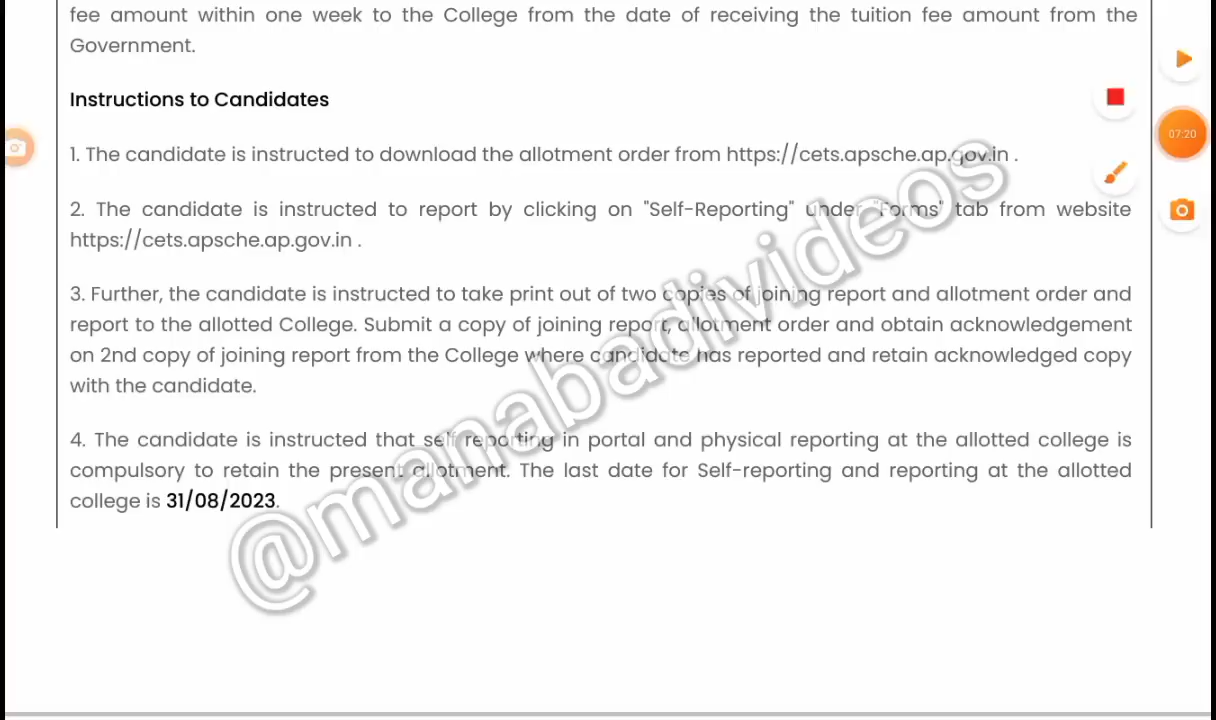 fee amount within one week to the College from the date of receiving the tuition fee amount from the
Government.
Instructions to Candidates
1. The candidate is instructed to download the allotment order from https://cets.apsche.ap.gov.in .
2. The candidate is instructed to report by clicking on "Self-Reporting" under "Forms" tab from website
https://cets.apsche.ap.gov.in .
3. Further, the candidate is instructed to take print out of two copies of joining report and allotment order and
report to the allotted College. Submit a copy of joining report, allotment order and obtain acknowledgement
on 2nd copy of joining report from the College where candidate has reported and retain acknowledged copy
with the candidate.
4. The candidate is instructed that self reporting in portal and physical reporting at the allotted college is
compulsory to retain the present allotment. The last date for Self-reporting and reporting at the allotted
college is 31/08/2023.
@manabadivideos
07:20